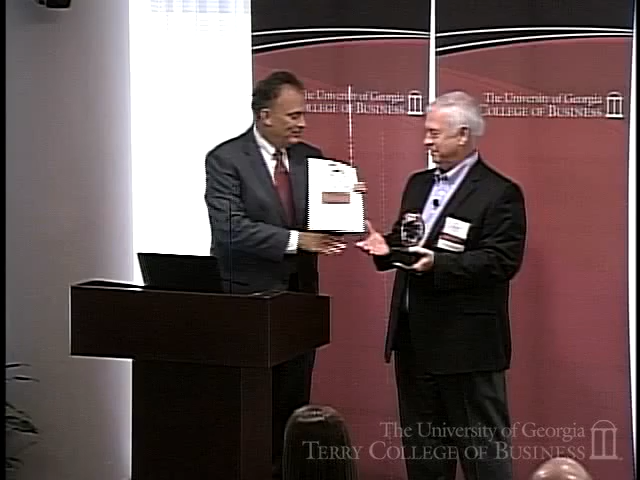 The University of Georgia
COLLEGE OF BUSINESS
The University of Georgia
COLLEGE OF BUSINESS
The University of Georgia
TERRY COLLEGE OF BUSINESS